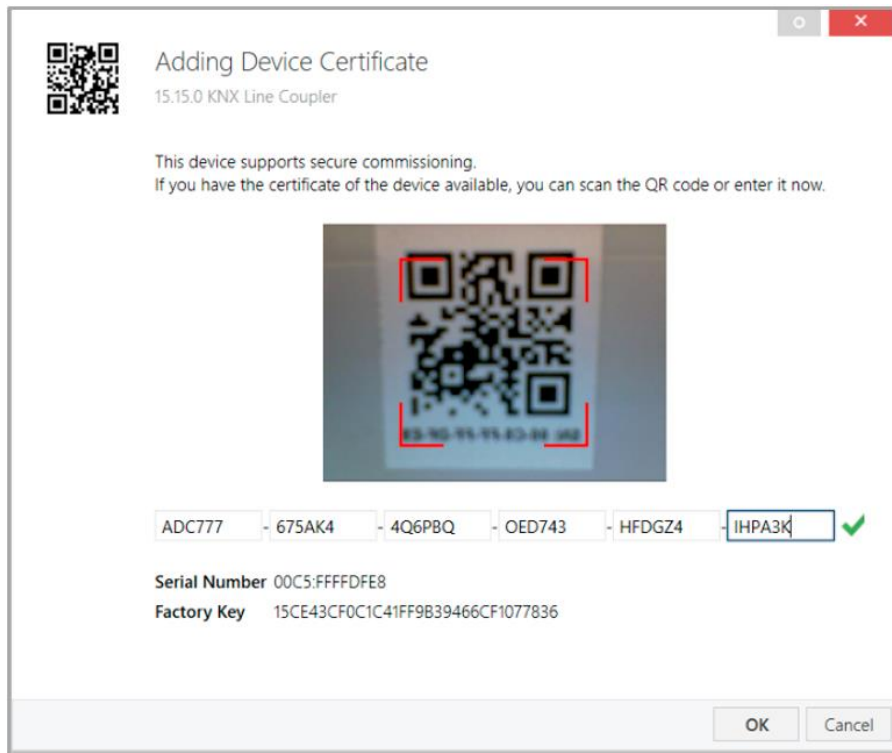 Adding Device Certificate
15.15.0 KNX Line Coupler
This device supports secure commissioning.
If you have the certificate of the device available, you can scan the QR code or enter it now.
ADC777 - 675AK4 - 4Q6PBQ - OED743 - HFDGZ4 - IHPA3K
Serial Number 00C5:FFFFDFE8
Factory Key 15CE43CF0C1C41FF9B39466CF1077836
OK Cancel